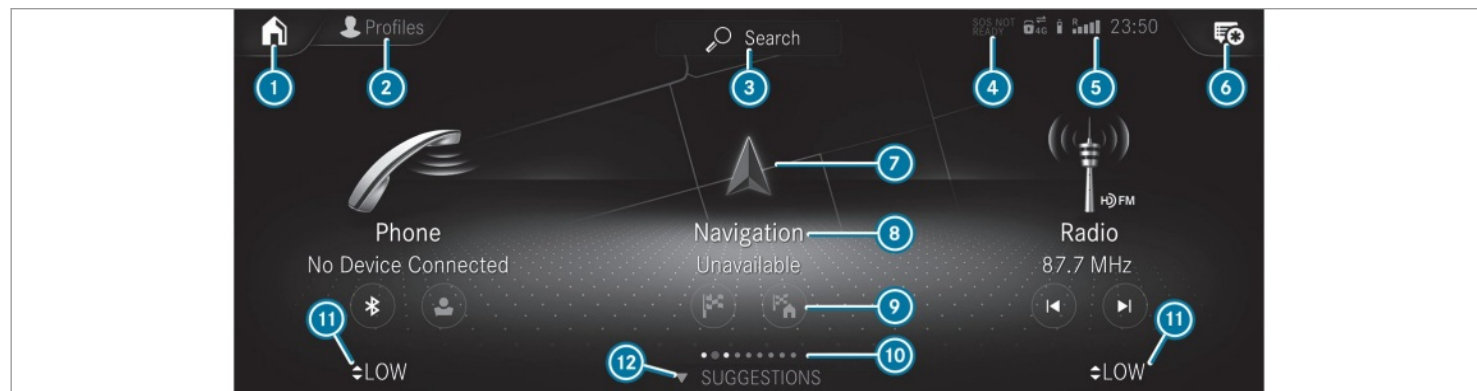 Profiles
Search
SOS NOT
READY
4G
R
23:50
1
2
3
4
5
6
7
HD FM
Phone
Navigation
8
Radio
No Device Connected
Unavailable
87.7 MHz
9
11
11
10
12
LOW
SUGGESTIONS
LOW